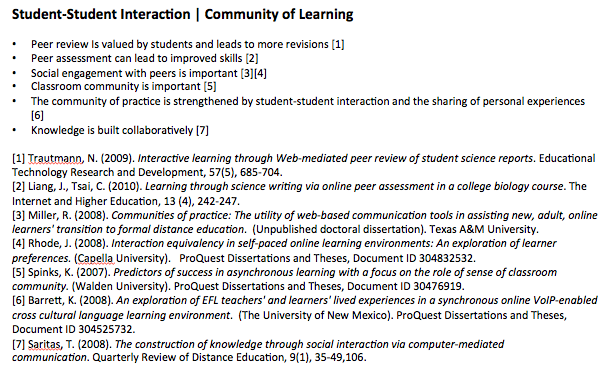 Student-Student Interaction | Community of Learning
• Peer review Is valued by students and leads to more revisions [1]
• Peer assessment can lead to improved skills [2]
• Social engagement with peers is important [3][4]
• Classroom community is important [5]
• The community of practice is strengthened by student-student interaction and the sharing of personal experiences
[6]
• Knowledge is built collaboratively [7]
[1] Trautmann, N. (2009). Interactive learning through Web-mediated peer review of student science reports. Educational
Technology Research and Development, 57(5), 685-704.
[2] Liang, J., Tsai, C. (2010). Learning through science writing via online peer assessment in a college biology course. The
Internet and Higher Education, 13 (4), 242-247.
[3] Miller, R. (2008). Communities of practice: The utility of web-based communication tools in assisting new, adult, online
learners' transition to formal distance education. (Unpublished doctoral dissertation). Texas A&M University.
[4] Rhode, J. (2008). Interaction equivalency in self-paced online learning environments: An exploration of learner
preferences. (Capella University). ProQuest Dissertations and Theses, Document ID 304832532.
[5] Spinks, K. (2007). Predictors of success in asynchronous learning with a focus on the role of sense of classroom
community. (Walden University). ProQuest Dissertations and Theses, Document ID 30476919.
[6] Barrett, K. (2008). An exploration of EFL teachers' and learners' lived experiences in a synchronous online VoIP-enabled
cross cultural language learning environment. (The University of New Mexico). ProQuest Dissertations and Theses,
Document ID 304525732.
[7] Saritas, T. (2008). The construction of knowledge through social interaction via computer-mediated
communication. Quarterly Review of Distance Education, 9(1), 35-49,106.